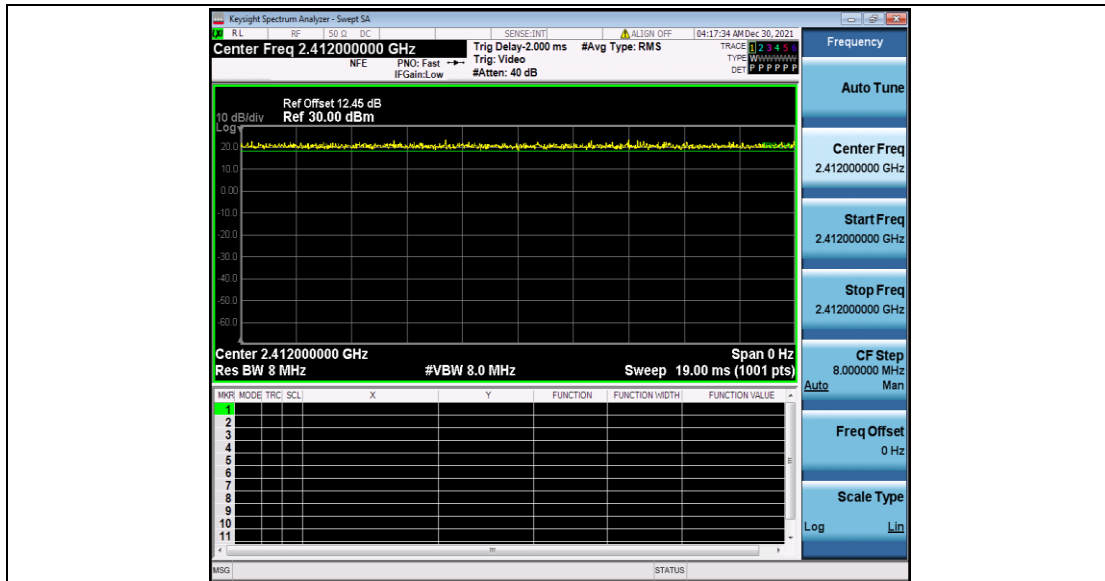 Keysight Spectrum Analyzer - Swept SA
RL RF 50 Ω DC SENSE:INT ALIGN OFF 04:17:34 AM Dec 30, 2021
Center Freq 2.412000000 GHz Trig Delay-2.000 ms #Avg Type: RMS TRACE 1 2 3 4 5 6
NFE PNO: Fast Trig: Video TYPE W
IFGain:Low #Atten: 40 dB DET P P P P P P
Ref Offset 12.45 dB
10 dB/div Ref 30.00 dBm
Log
20.0
10.0
0.00
-10.0
-20.0
-30.0
-40.0
-50.0
-60.0
Center 2.412000000 GHz Span 0 Hz
Res BW 8 MHz #VBW 8.0 MHz Sweep 19.00 ms (1001 pts)
MKR MODE TRC SCL X Y FUNCTION FUNCTION WIDTH FUNCTION VALUE
1
2
3
4
5
6
7
8
9
10
11
MSG STATUS
Frequency
Auto Tune
Center Freq
2.412000000 GHz
Start Freq
2.412000000 GHz
Stop Freq
2.412000000 GHz
CF Step
8.000000 MHz
Auto Man
Freq Offset
0 Hz
Scale Type
Log Lin